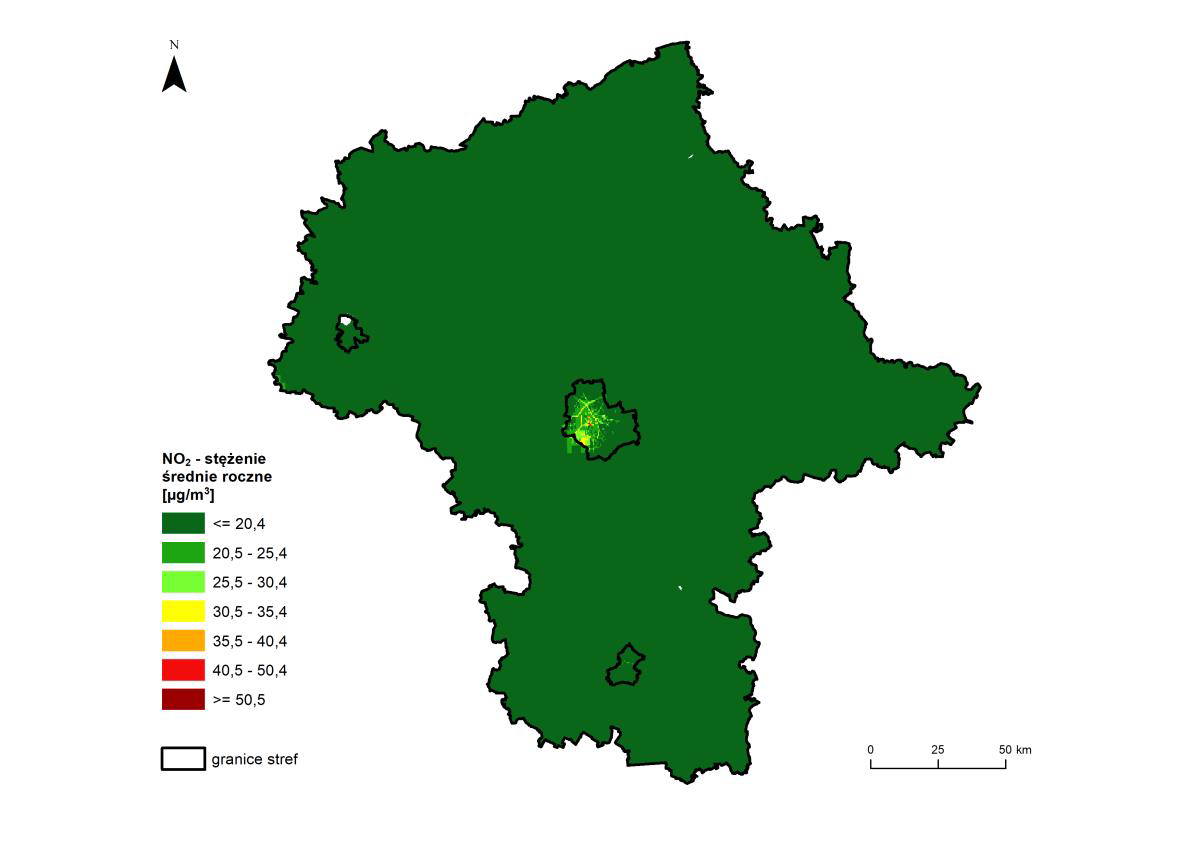 N
NO₂ - stężenie
średnie roczne
[µg/m³]
<= 20,4
20,5 - 25,4
25,5 - 30,4
30,5 - 35,4
35,5 - 40,4
40,5 - 50,4
>= 50,5
granice stref
0 25 50 km